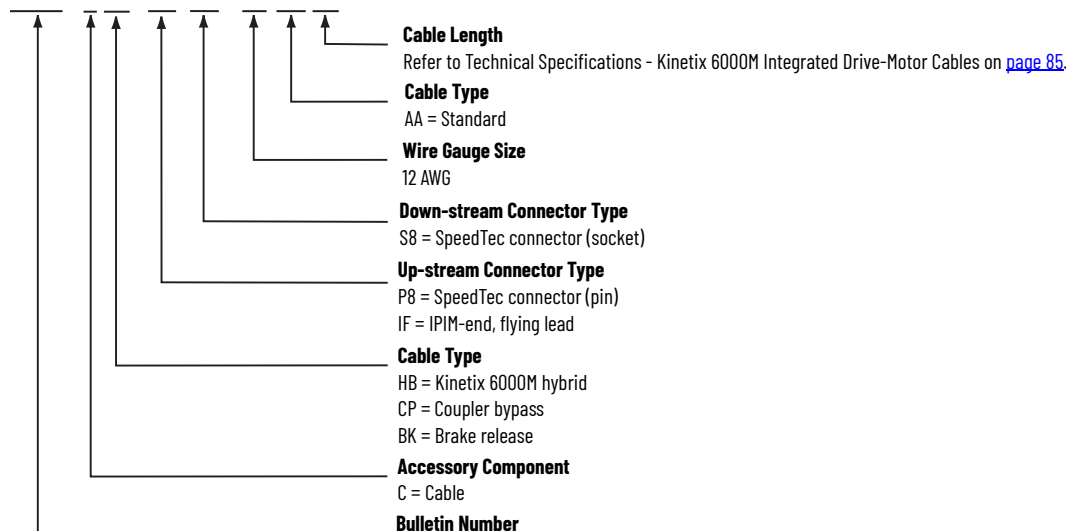 Cable Length
Refer to Technical Specifications - Kinetix 6000M Integrated Drive-Motor Cables on page 85.
Cable Type
AA = Standard
Wire Gauge Size
12 AWG
Down-stream Connector Type
S8 = SpeedTec connector (socket)
Up-stream Connector Type
P8 = SpeedTec connector (pin)
IF = IPIM-end, flying lead
Cable Type
HB = Kinetix 6000M hybrid
CP = Coupler bypass
BK = Brake release
Accessory Component
C = Cable
Bulletin Number